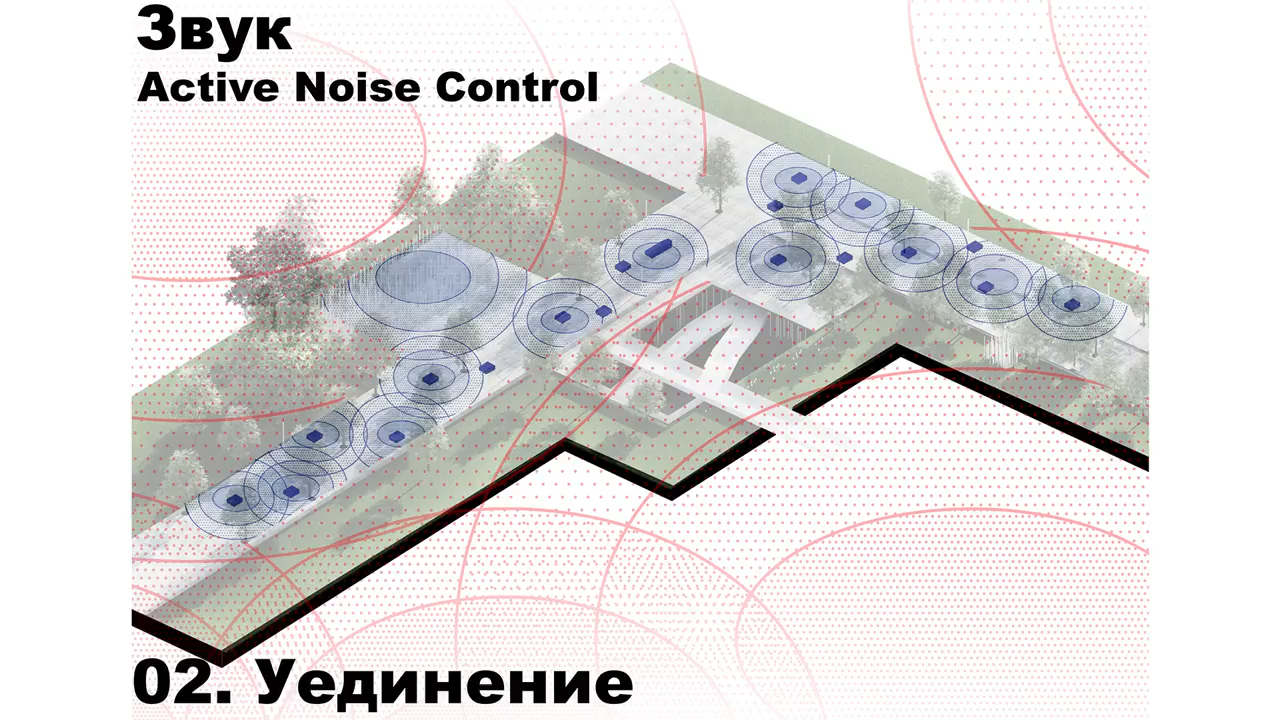 Звук
Active Noise Control
02. Уединение